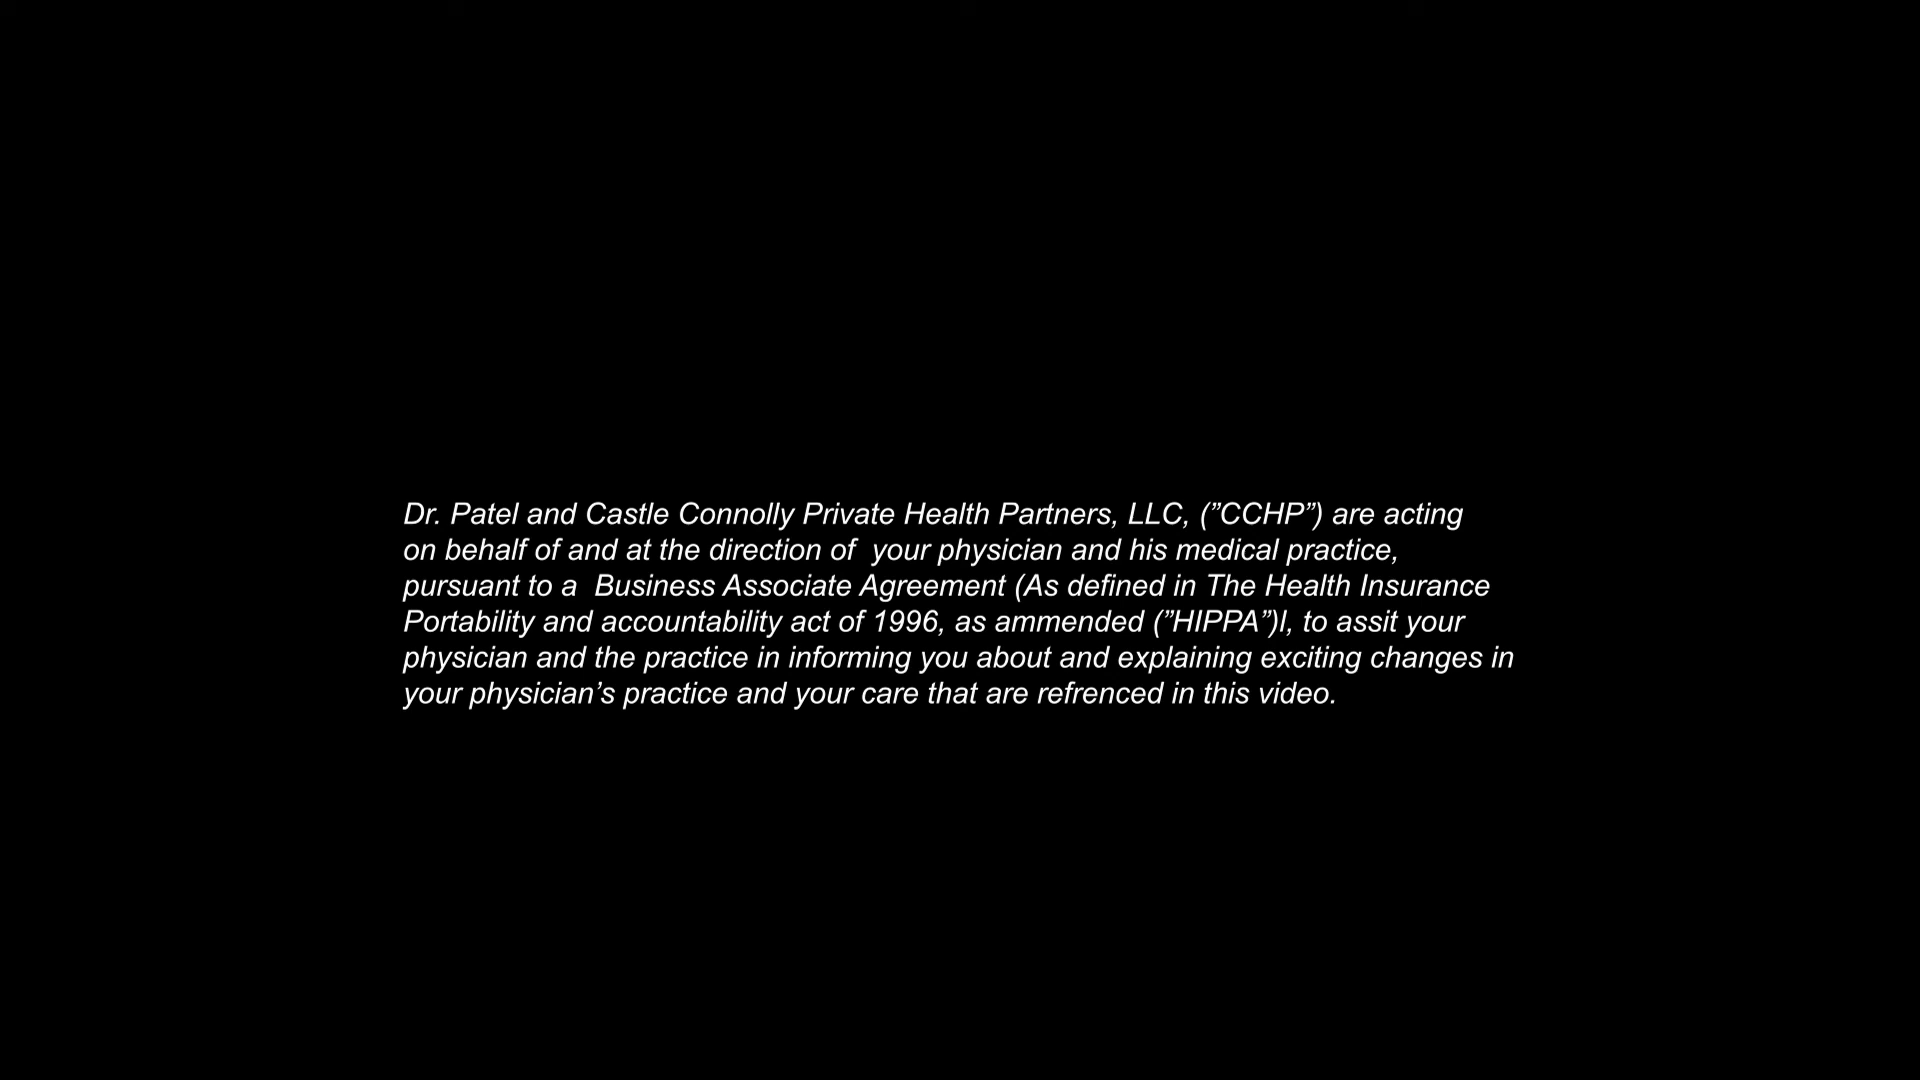 Dr. Patel and Castle Connolly Private Health Partners, LLC, (”CCHP”) are acting
on behalf of and at the direction of  your physician and his medical practice,
pursuant to a  Business Associate Agreement (As defined in The Health Insurance
Portability and accountability act of 1996, as ammended (”HIPPA”)I, to assit your
physician and the practice in informing you about and explaining exciting changes in
your physician’s practice and your care that are refrenced in this video.